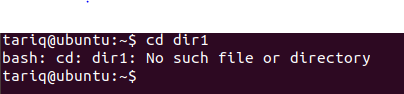 tariq@ubuntu:~$ cd dir1
bash: cd: dir1: No such file or directory
tariq@ubuntu:~$